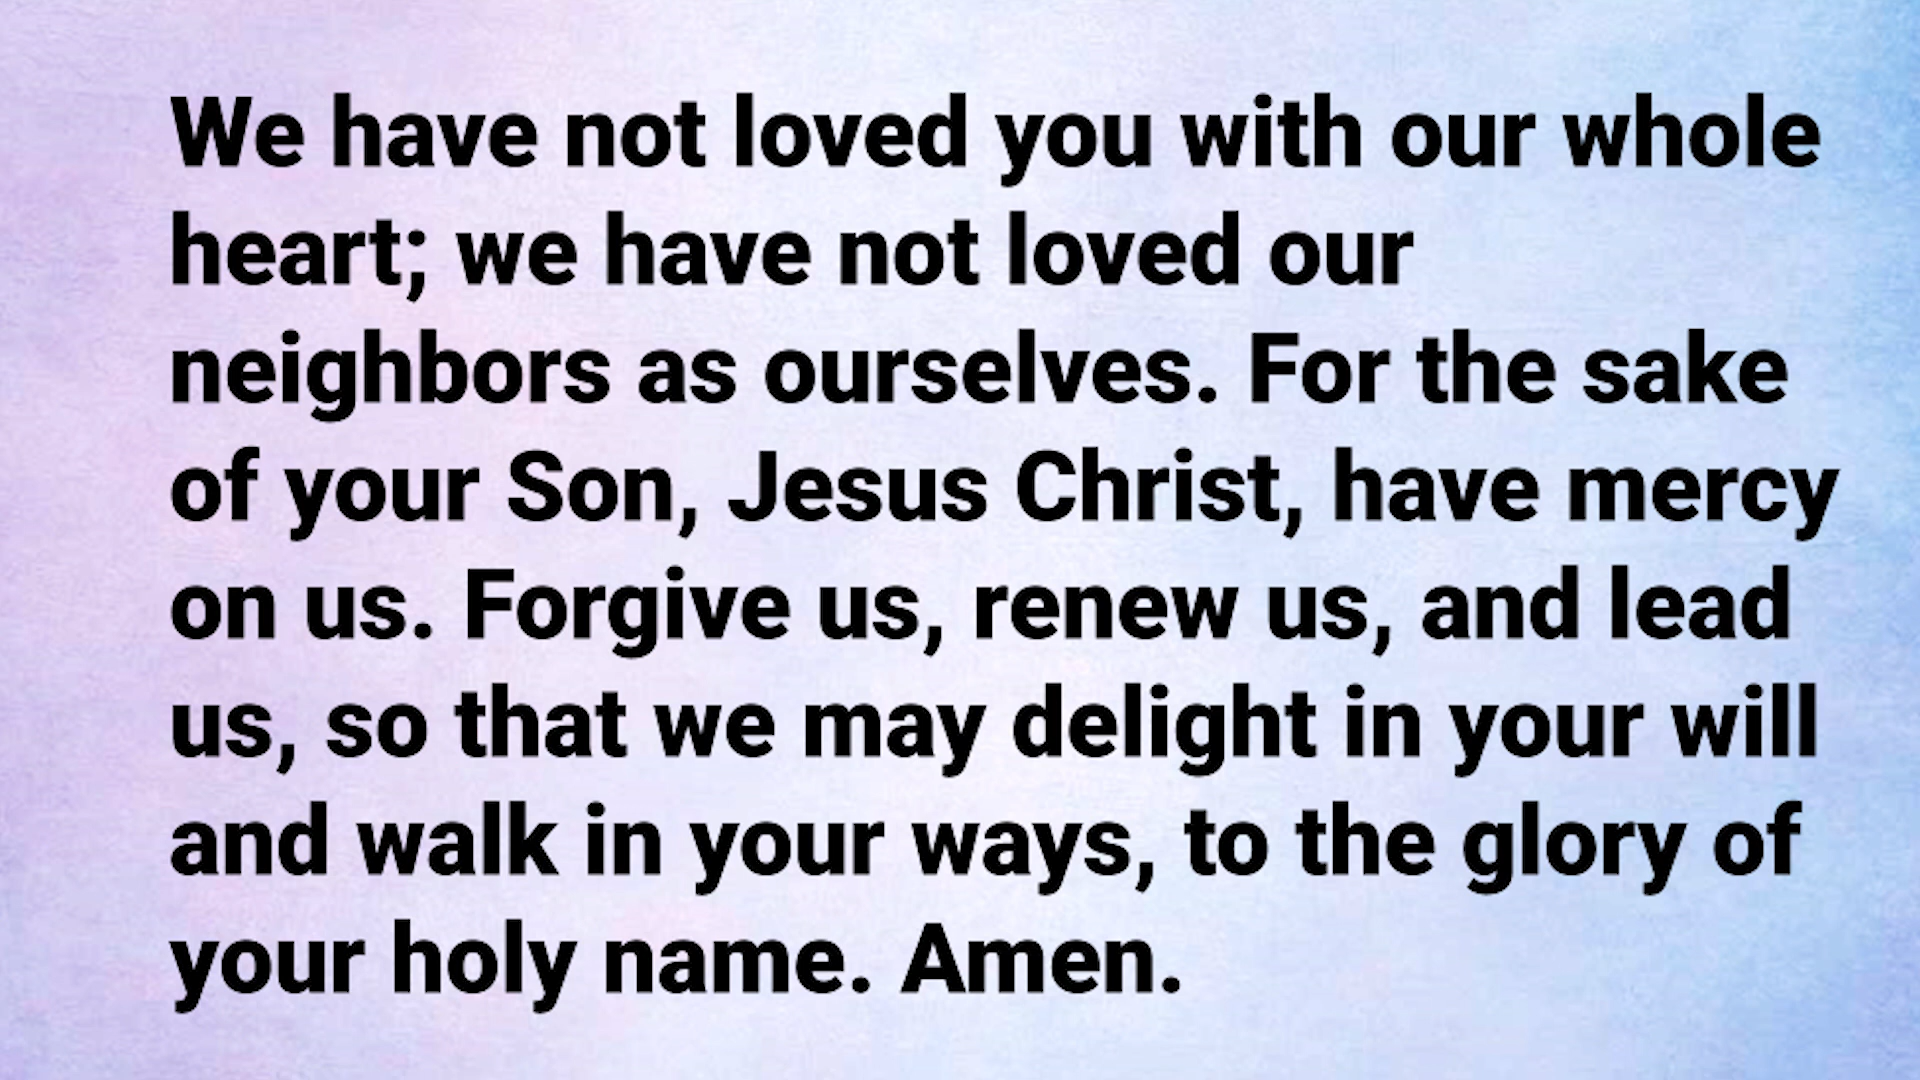 We have not loved you with our whole
heart; we have not loved our
neighbors as ourselves. For the sake
of your Son, Jesus Christ, have mercy
on us. Forgive us, renew us, and lead
us, so that we may delight in your will
and walk in your ways, to the glory of
your holy name. Amen.